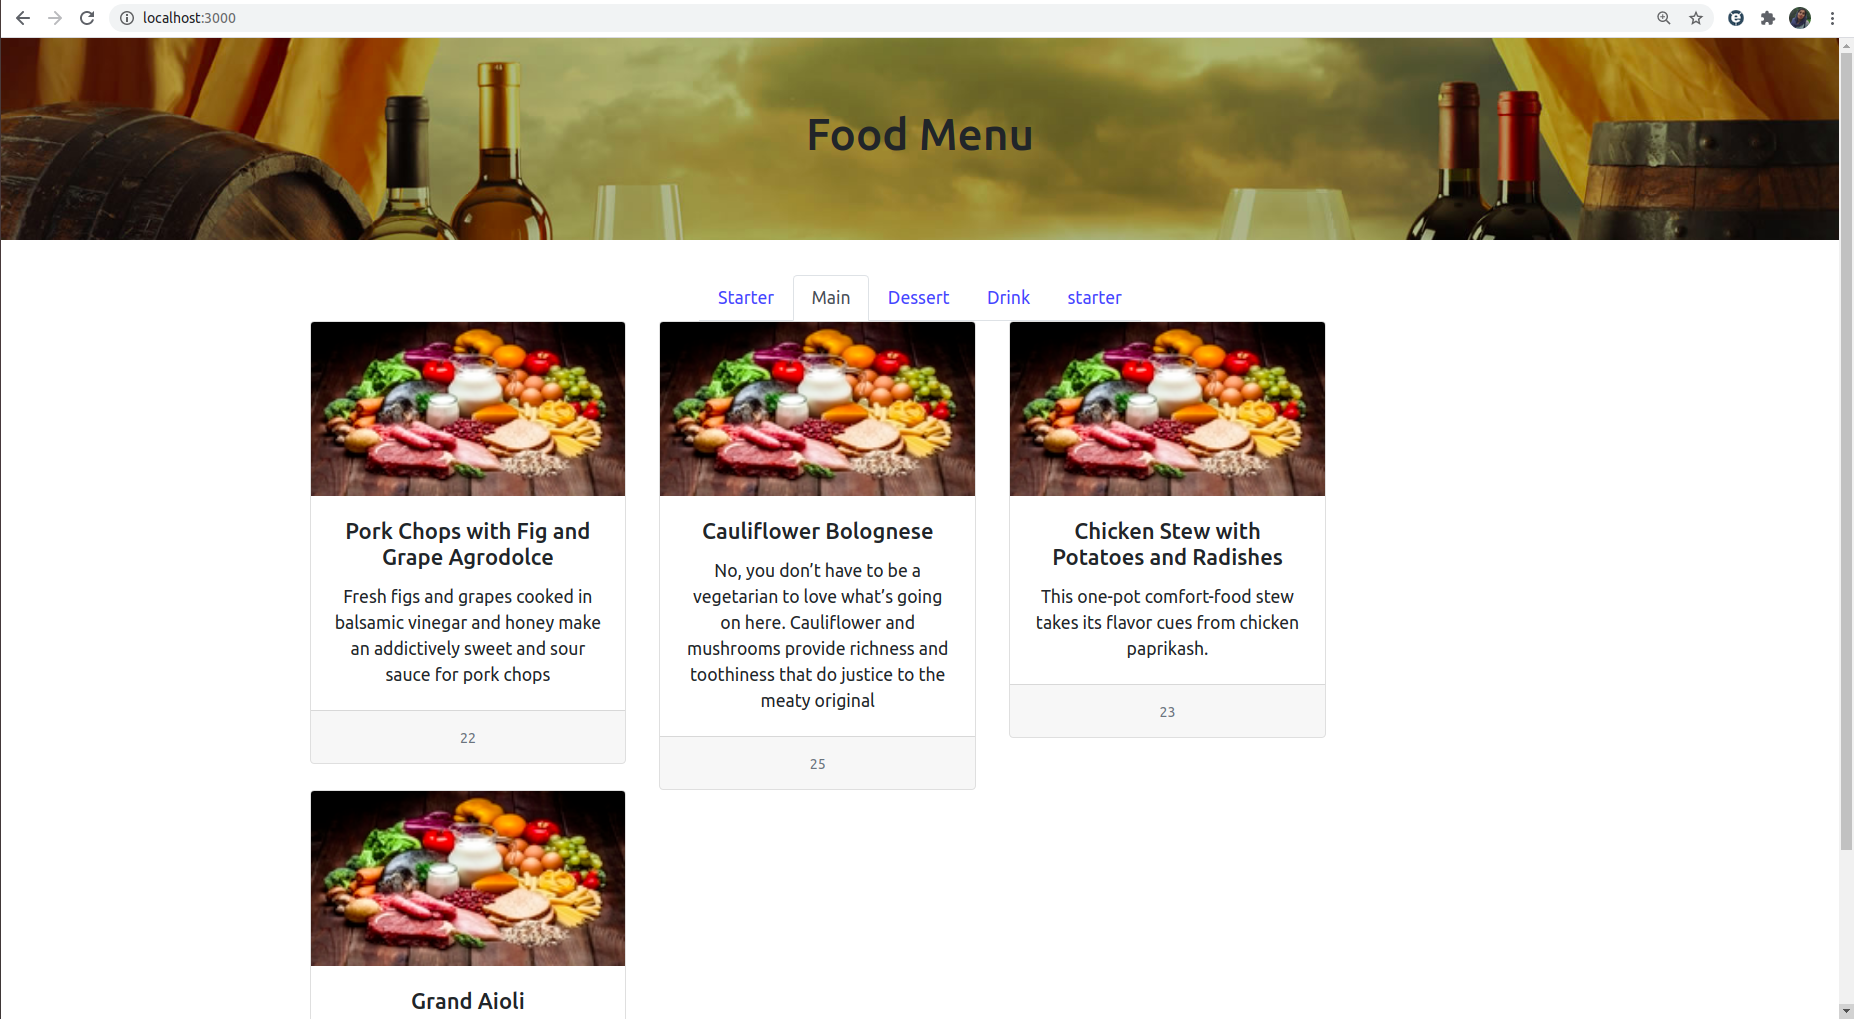 localhost:3000
Food Menu
Starter Main Dessert Drink starter
Pork Chops with Fig and
Grape Agrodolce
Fresh figs and grapes cooked in
balsamic vinegar and honey make
an addictively sweet and sour
sauce for pork chops
22
Cauliflower Bolognese
No, you don’t have to be a
vegetarian to love what’s going
on here. Cauliflower and
mushrooms provide richness and
toothiness that do justice to the
meaty original
25
Chicken Stew with
Potatoes and Radishes
This one-pot comfort-food stew
takes its flavor cues from chicken
paprikash.
23
Grand Aioli